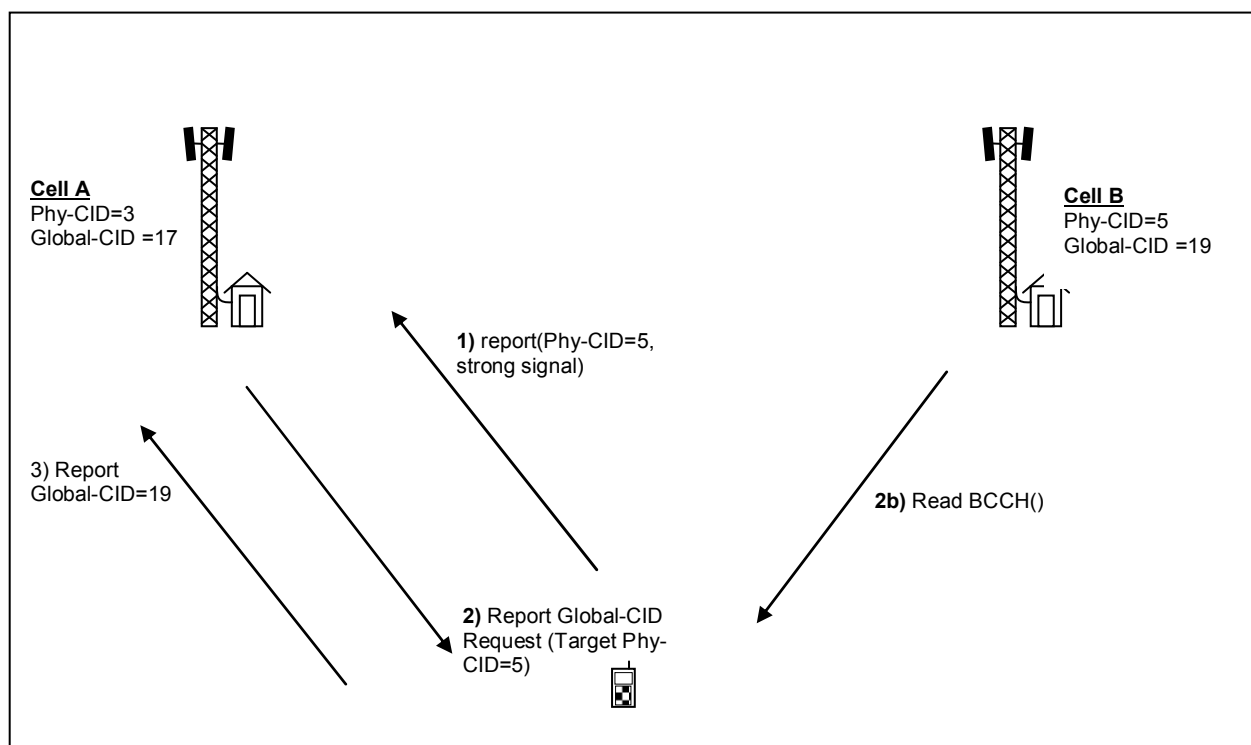 Cell A
Phy-CID=3
Global-CID =17
Cell B
Phy-CID=5
Global-CID =19
1) report(Phy-CID=5,
strong signal)
3) Report
Global-CID=19
2b) Read BCCH()
2) Report Global-CID
Request (Target Phy-
CID=5)